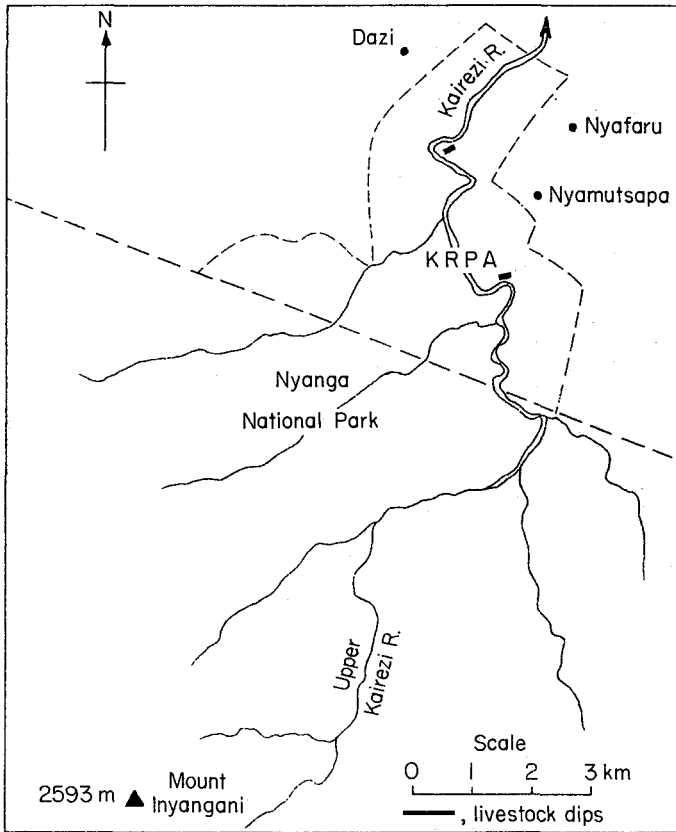 N
Dazi
Kairezi R.
Nyafaru
Nyamutsapa
KRPA
Nyanga
National Park
Upper
Kairezi R.
Scale
0 1 2 3 km
2593 m
Mount
Inyangani
, livestock dips